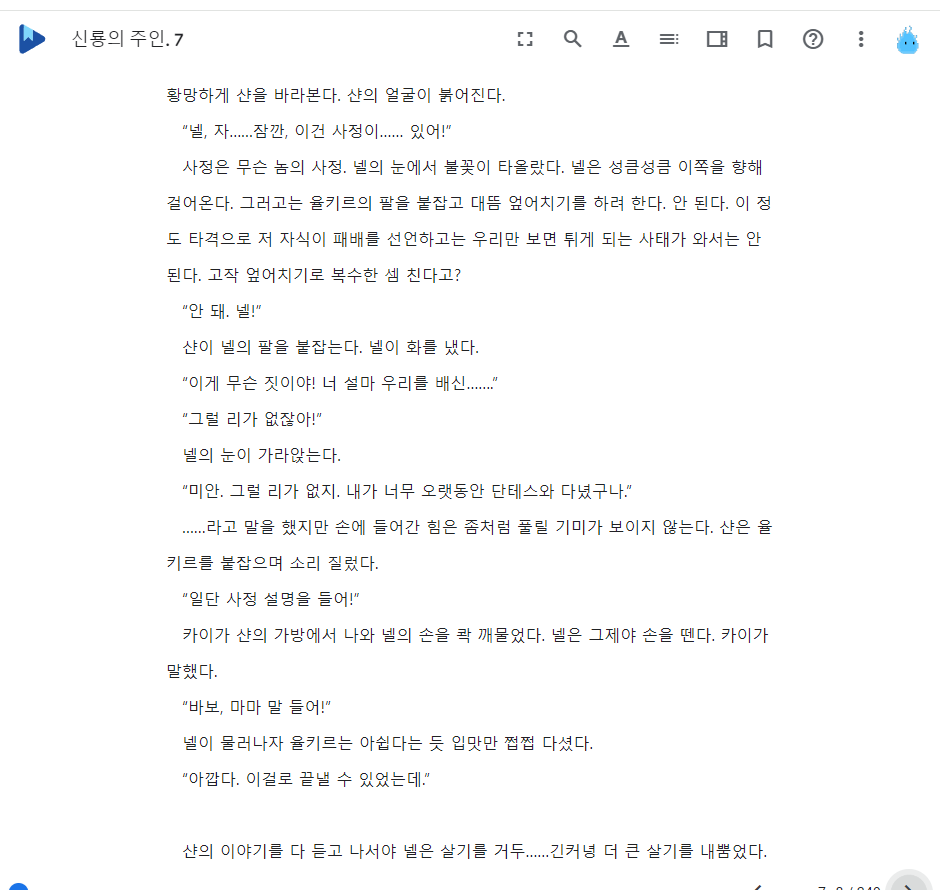 신룡의 주인. 7
황망하게 샨을 바라본다. 샨의 얼굴이 붉어진다.
“넬, 자……잠깐, 이건 사정이…… 있어!”
사정은 무슨 놈의 사정. 넬의 눈에서 불꽃이 타올랐다. 넬은 성큼성큼 이쪽을 향해
걸어온다. 그러고는 율키르의 팔을 붙잡고 대뜸 엎어치기를 하려 한다. 안 된다. 이 정
도 타격으로 저 자식이 패배를 선언하고는 우리만 보면 튀게 되는 사태가 와서는 안
된다. 고작 엎어치기로 복수한 셈 친다고?
“안 돼. 넬!”
샨이 넬의 팔을 붙잡는다. 넬이 화를 냈다.
“이게 무슨 짓이야! 너 설마 우리를 배신…….”
“그럴 리가 없잖아!”
넬의 눈이 가라앉는다.
“미안. 그럴 리가 없지. 내가 너무 오랫동안 단테스와 다녔구나.”
……라고 말을 했지만 손에 들어간 힘은 좀처럼 풀릴 기미가 보이지 않는다. 샨은 율
키르를 붙잡으며 소리 질렀다.
“일단 사정 설명을 들어!”
카이가 샨의 가방에서 나와 넬의 손을 콱 깨물었다. 넬은 그제야 손을 뗀다. 카이가
말했다.
“바보, 마마 말 들어!”
넬이 물러나자 율키르는 아쉽다는 듯 입맛만 쩝쩝 다셨다.
“아깝다. 이걸로 끝낼 수 있었는데.”
샨의 이야기를 다 듣고 나서야 넬은 살기를 거두……긴커녕 더 큰 살기를 내뿜었다.